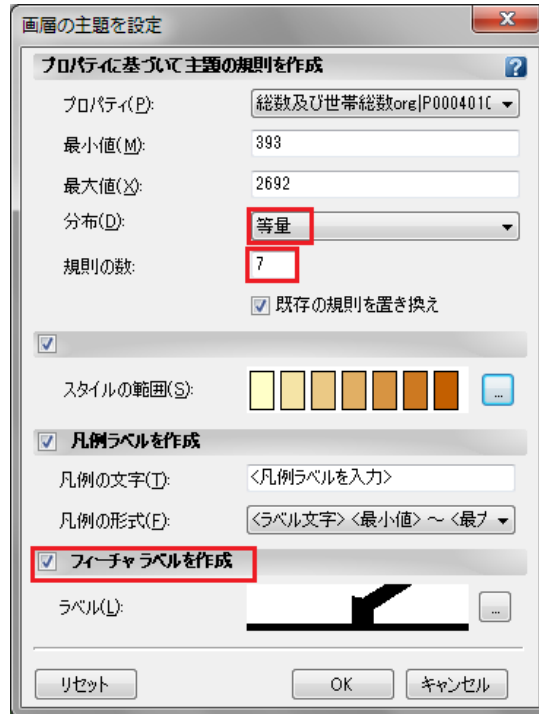 画層の主題を設定
プロパティに基づいて主題の規則を作成
プロパティ(P): 総数及び世帯総数org|P000401C
最小値(M): 393
最大値(X): 2692
分布(D): 等量
規則の数: 7
既存の規則を置き換え
スタイルの範囲(S): ...
凡例ラベルを作成
凡例の文字(T): <凡例ラベルを入力>
凡例の形式(F): <ラベル文字> <最小値> ～ <最
フィーチャ ラベルを作成
ラベル(L): ...
リセット OK キャンセル